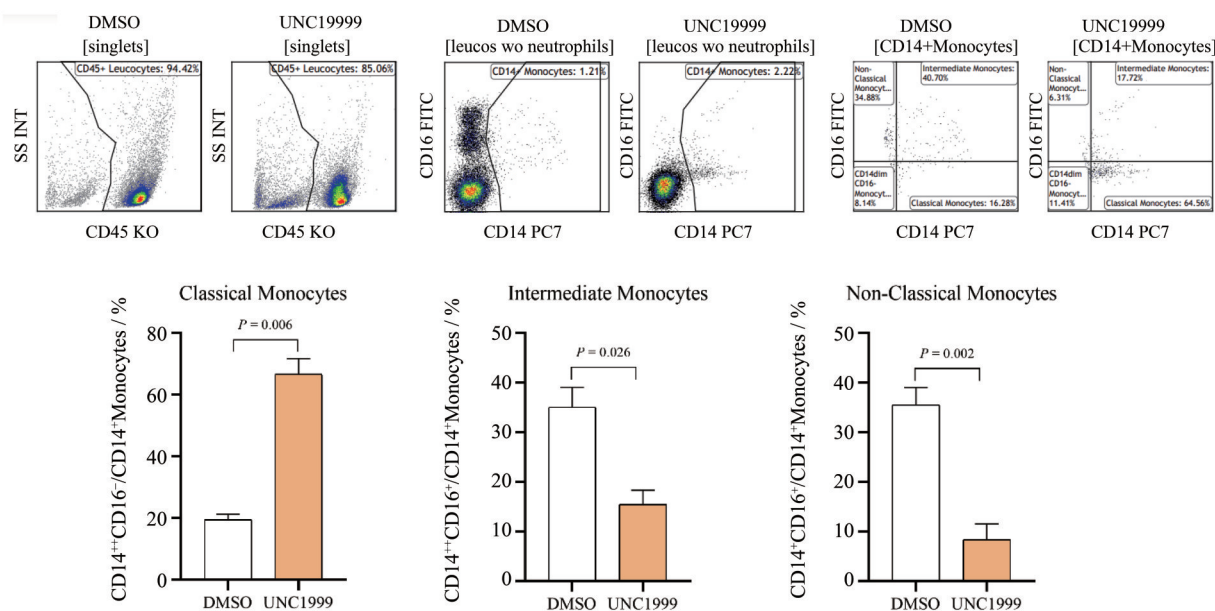 DMSO
[singlets]
UNC19999
[singlets]
DMSO
[leucos wo neutrophils]
UNC19999
[leucos wo neutrophils]
DMSO
[CD14+Monocytes]
UNC19999
[CD14+Monocytes]
SS INT
CD45+ Leucocytes: 94.42%
CD45 KO
SS INT
CD45+ Leucocytes: 85.06%
CD45 KO
CD16 FITC
CD14+ Monocytes: 1.21%
CD14 PC7
CD16 FITC
CD14+ Monocytes: 2.22%
CD14 PC7
CD16 FITC
Non-
Classical
Monocyt...
34.88%
Intermediate Monocytes:
40.70%
CD14dim
CD16-
Monocyt...
8.14%
Classical Monocytes: 16.28%
CD14 PC7
CD16 FITC
Non-
Classical
Monocyt...
6.31%
Intermediate Monocytes:
17.72%
CD14dim
CD16-
Monocyt...
11.41%
Classical Monocytes: 64.56%
CD14 PC7
Classical Monocytes
CD14⁺⁺CD16⁻/CD14⁺Monocytes / %
80
60
40
20
0
P = 0.006
DMSO UNC1999
Intermediate Monocytes
CD14⁺⁺CD16⁺/CD14⁺Monocytes / %
50
40
30
20
10
0
P = 0.026
DMSO UNC1999
Non-Classical Monocytes
CD14⁺CD16⁺/CD14⁺Monocytes / %
50
40
30
20
10
0
P = 0.002
DMSO UNC1999